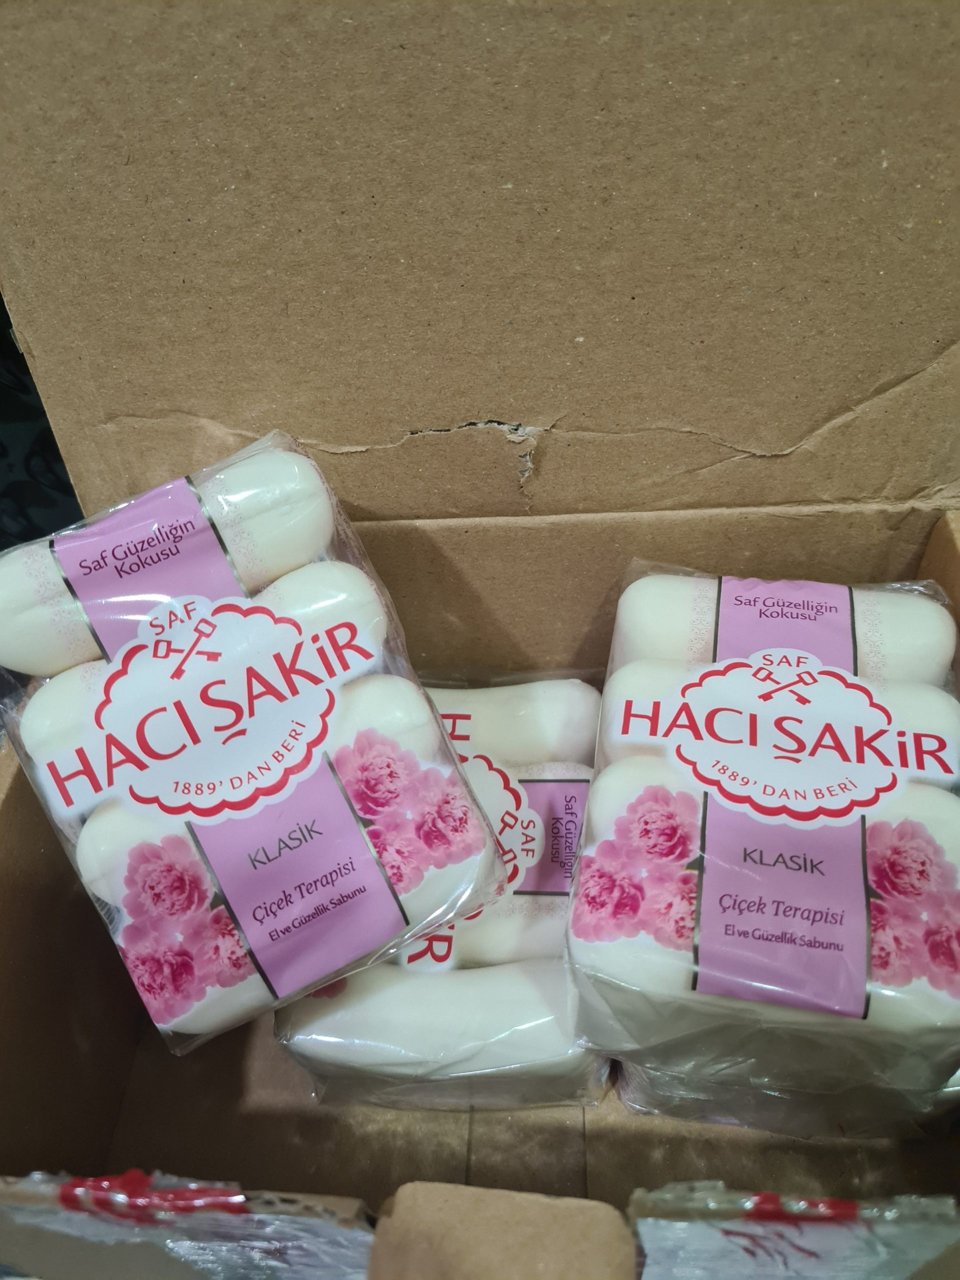 Saf Güzelliğin
Kokusu
SAF
HACI ŞAKİR
1889' DAN BERİ
KLASİK
Çiçek Terapisi
El ve Güzellik Sabunu
Saf Güzelliğin
Kokusu
SAF
Saf Güzelliğin
Kokusu
SAF
HACI ŞAKİR
1889' DAN BERİ
KLASİK
Çiçek Terapisi
El ve Güzellik Sabunu